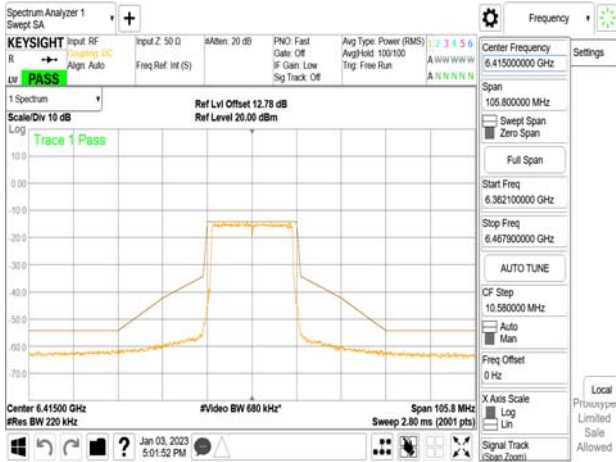 Spectrum Analyzer 1
Swept SA
+
Frequency
KEYSIGHT
R
LV PASS
Input: RF
Coupling: DC
Align: Auto
Input Z: 50 Ω
Freq Ref: Int (S)
#Atten: 20 dB
PNO: Fast
Gate: Off
IF Gain: Low
Sig Track: Off
Avg Type: Power (RMS)
Avg|Hold: 100/100
Trig: Free Run
1 2 3 4 5 6
A W W W W W
A N N N N N
Center Frequency
6.415000000 GHz
Settings
Span
105.800000 MHz
Swept Span
Zero Span
Full Span
Start Freq
6.362100000 GHz
Stop Freq
6.467900000 GHz
AUTO TUNE
CF Step
10.580000 MHz
Auto
Man
Freq Offset
0 Hz
X Axis Scale
Log
Lin
Signal Track
(Span Zoom)
Local
Prototype
Limited
Sale
Allowed
1 Spectrum
Scale/Div 10 dB
Ref Lvl Offset 12.78 dB
Ref Level 20.00 dBm
Log
Trace 1 Pass
10.0
0.00
-10.0
-20.0
-30.0
-40.0
-50.0
-60.0
-70.0
Center 6.41500 GHz
#Res BW 220 kHz
#Video BW 680 kHz*
Span 105.8 MHz
Sweep 2.80 ms (2001 pts)
?
Jan 03, 2023
5:01:52 PM